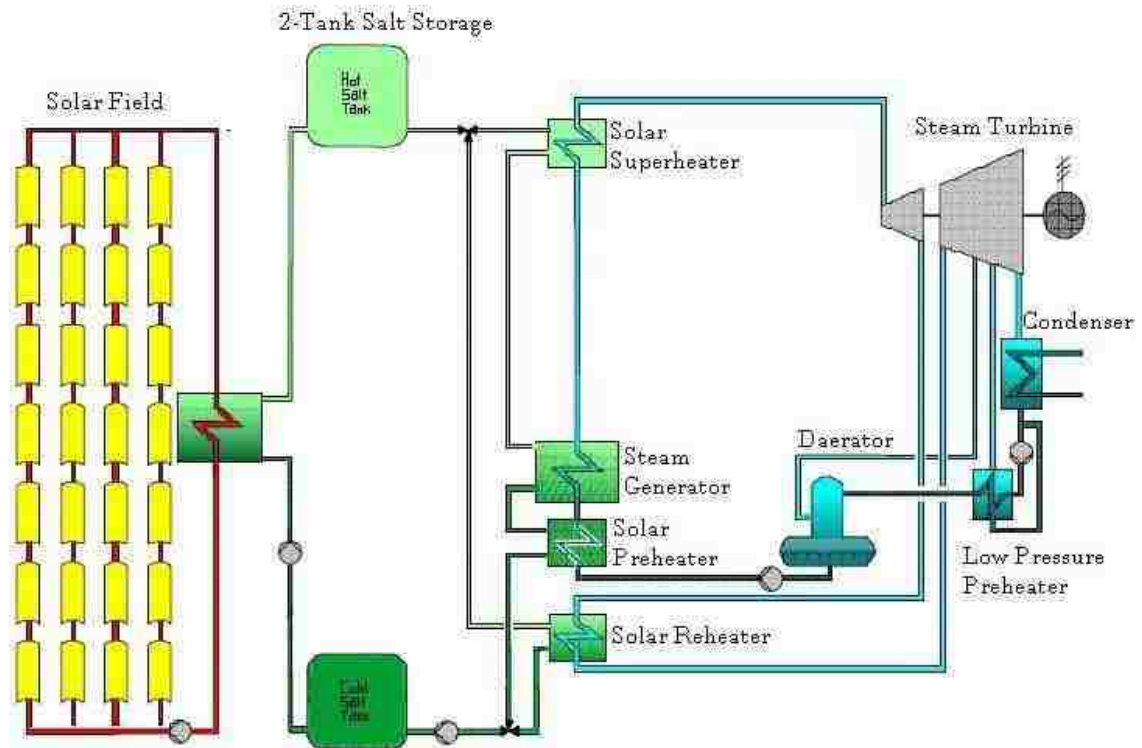 2-Tank Salt Storage
Hot
Salt
Tank
Solar Field
Solar
Superheater
Steam Turbine
Condenser
Daerator
Steam
Generator
Solar
Preheater
Low Pressure
Preheater
Solar Reheater
Cold
Salt
Tank